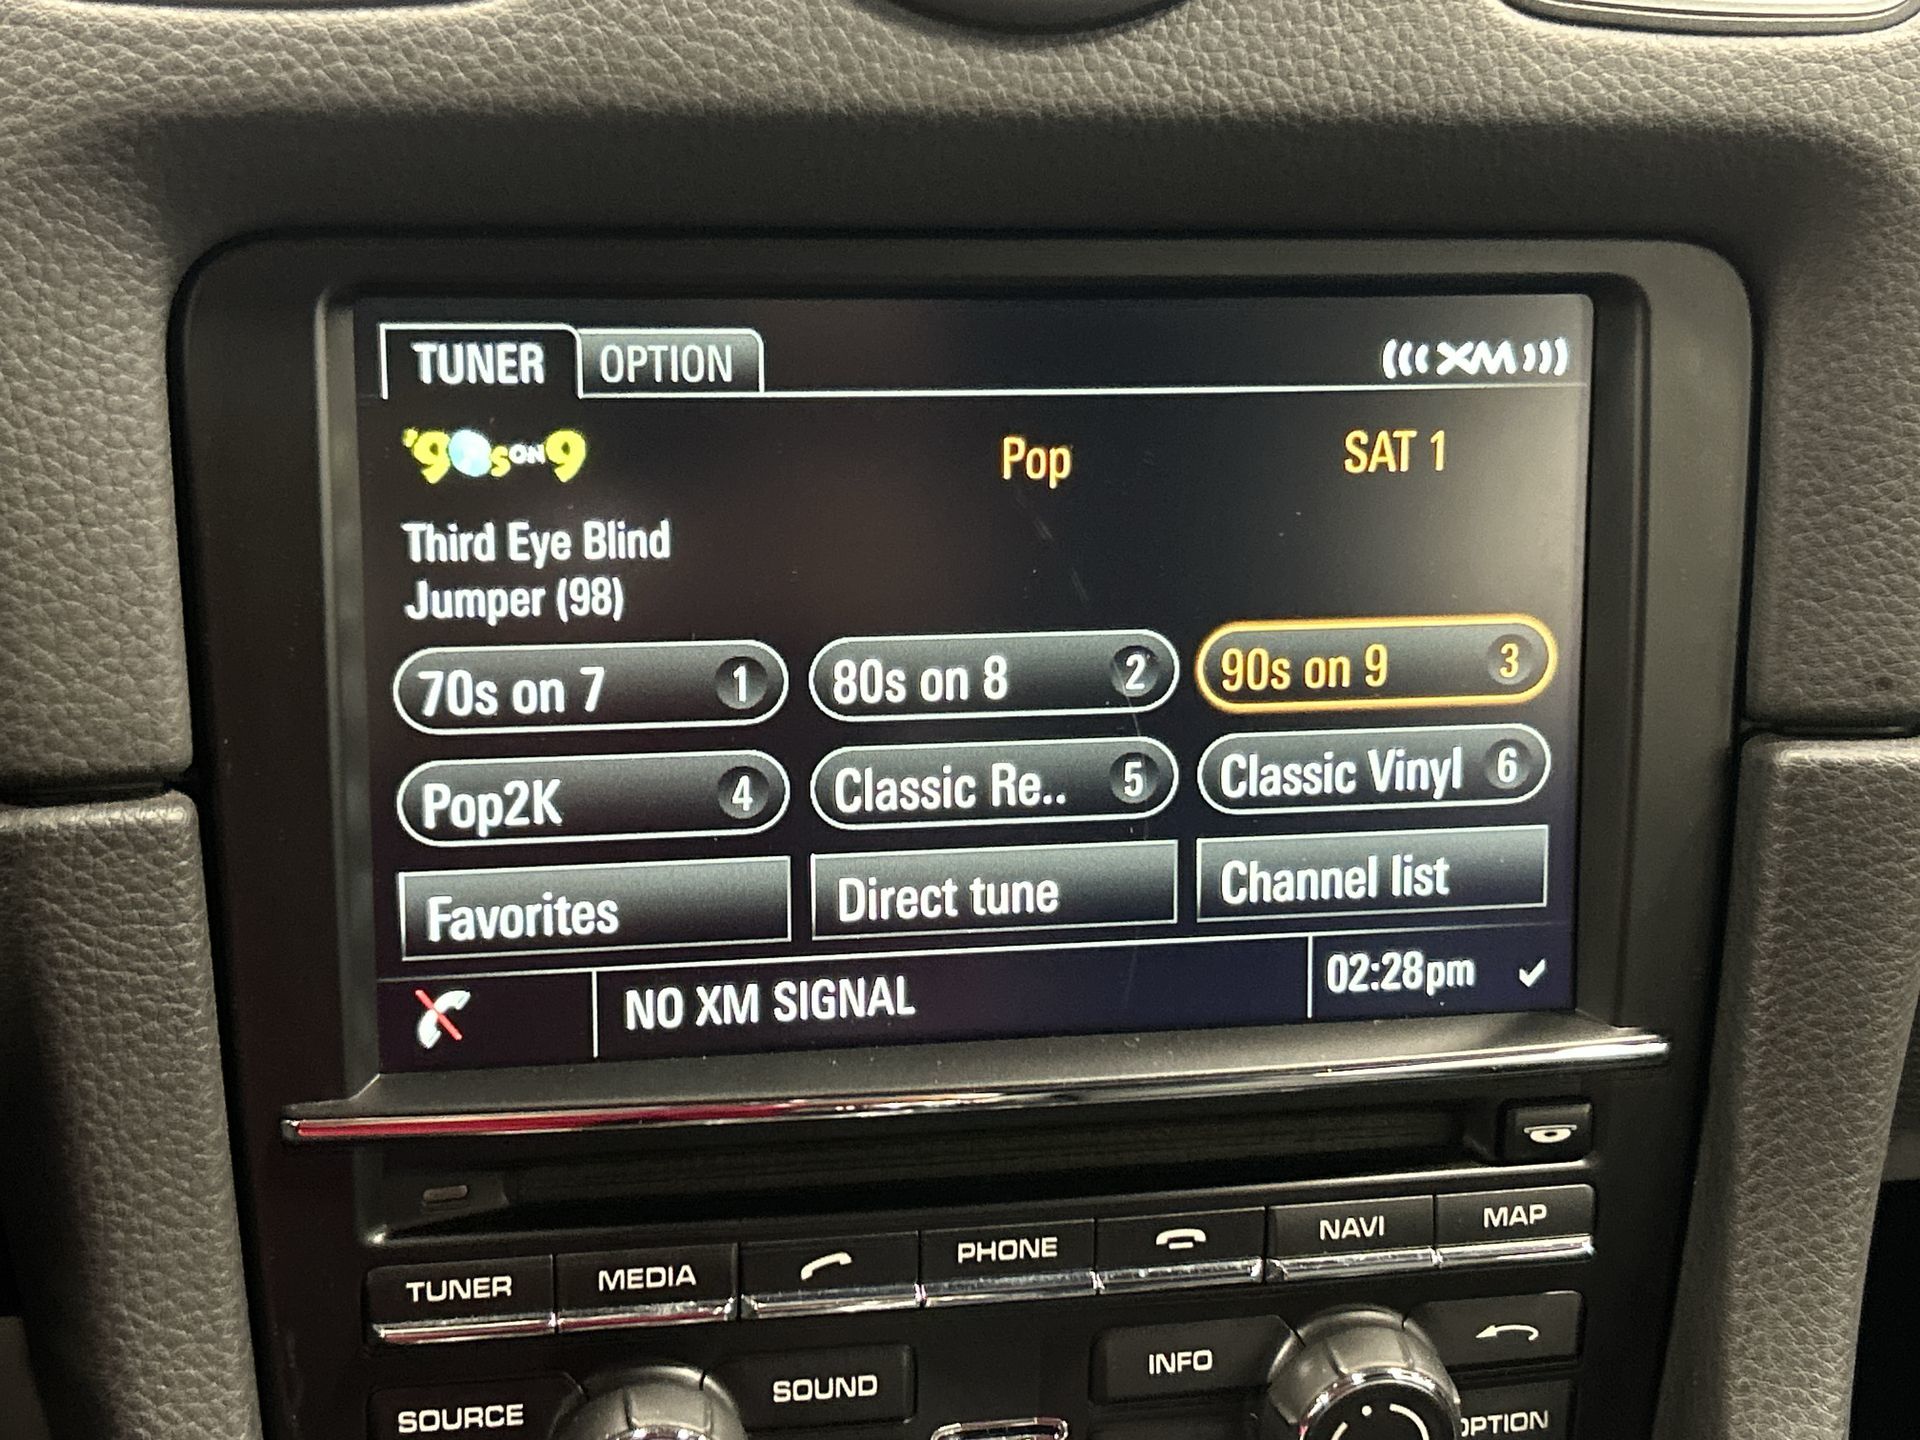 TUNER OPTION XM
'90s ON 9 Pop SAT 1
Third Eye Blind
Jumper (98)
70s on 7 1 80s on 8 2 90s on 9 3
Pop2K 4 Classic Re.. 5 Classic Vinyl 6
Favorites Direct tune Channel list
NO XM SIGNAL 02:28pm
TUNER MEDIA PHONE NAVI MAP
SOURCE SOUND INFO OPTION